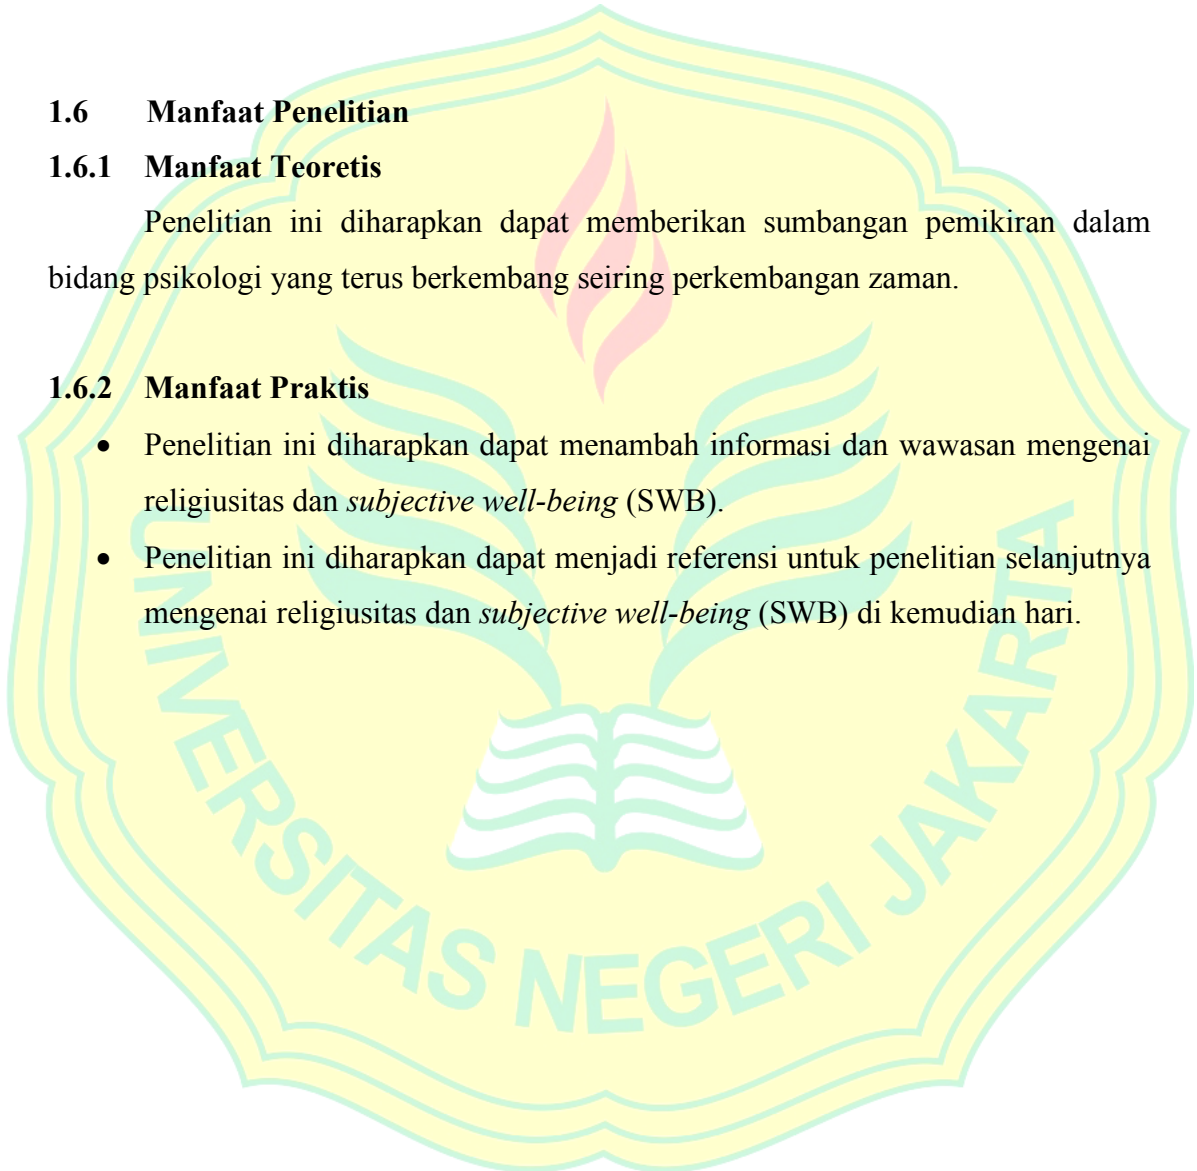 1.6 Manfaat Penelitian
1.6.1 Manfaat Teoretis
Penelitian ini diharapkan dapat memberikan sumbangan pemikiran dalam
bidang psikologi yang terus berkembang seiring perkembangan zaman.
1.6.2 Manfaat Praktis
• Penelitian ini diharapkan dapat menambah informasi dan wawasan mengenai
religiusitas dan subjective well-being (SWB).
• Penelitian ini diharapkan dapat menjadi referensi untuk penelitian selanjutnya
mengenai religiusitas dan subjective well-being (SWB) di kemudian hari.
UNIVERSITAS NEGERI JAKARTA